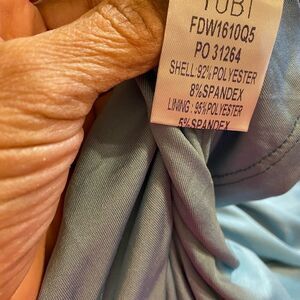 YUBI
FDW1610Q5
PO 31264
SHELL:92% POLYESTER
8%SPANDEX
LINING : 95%POLYESTER
5%SPANDEX